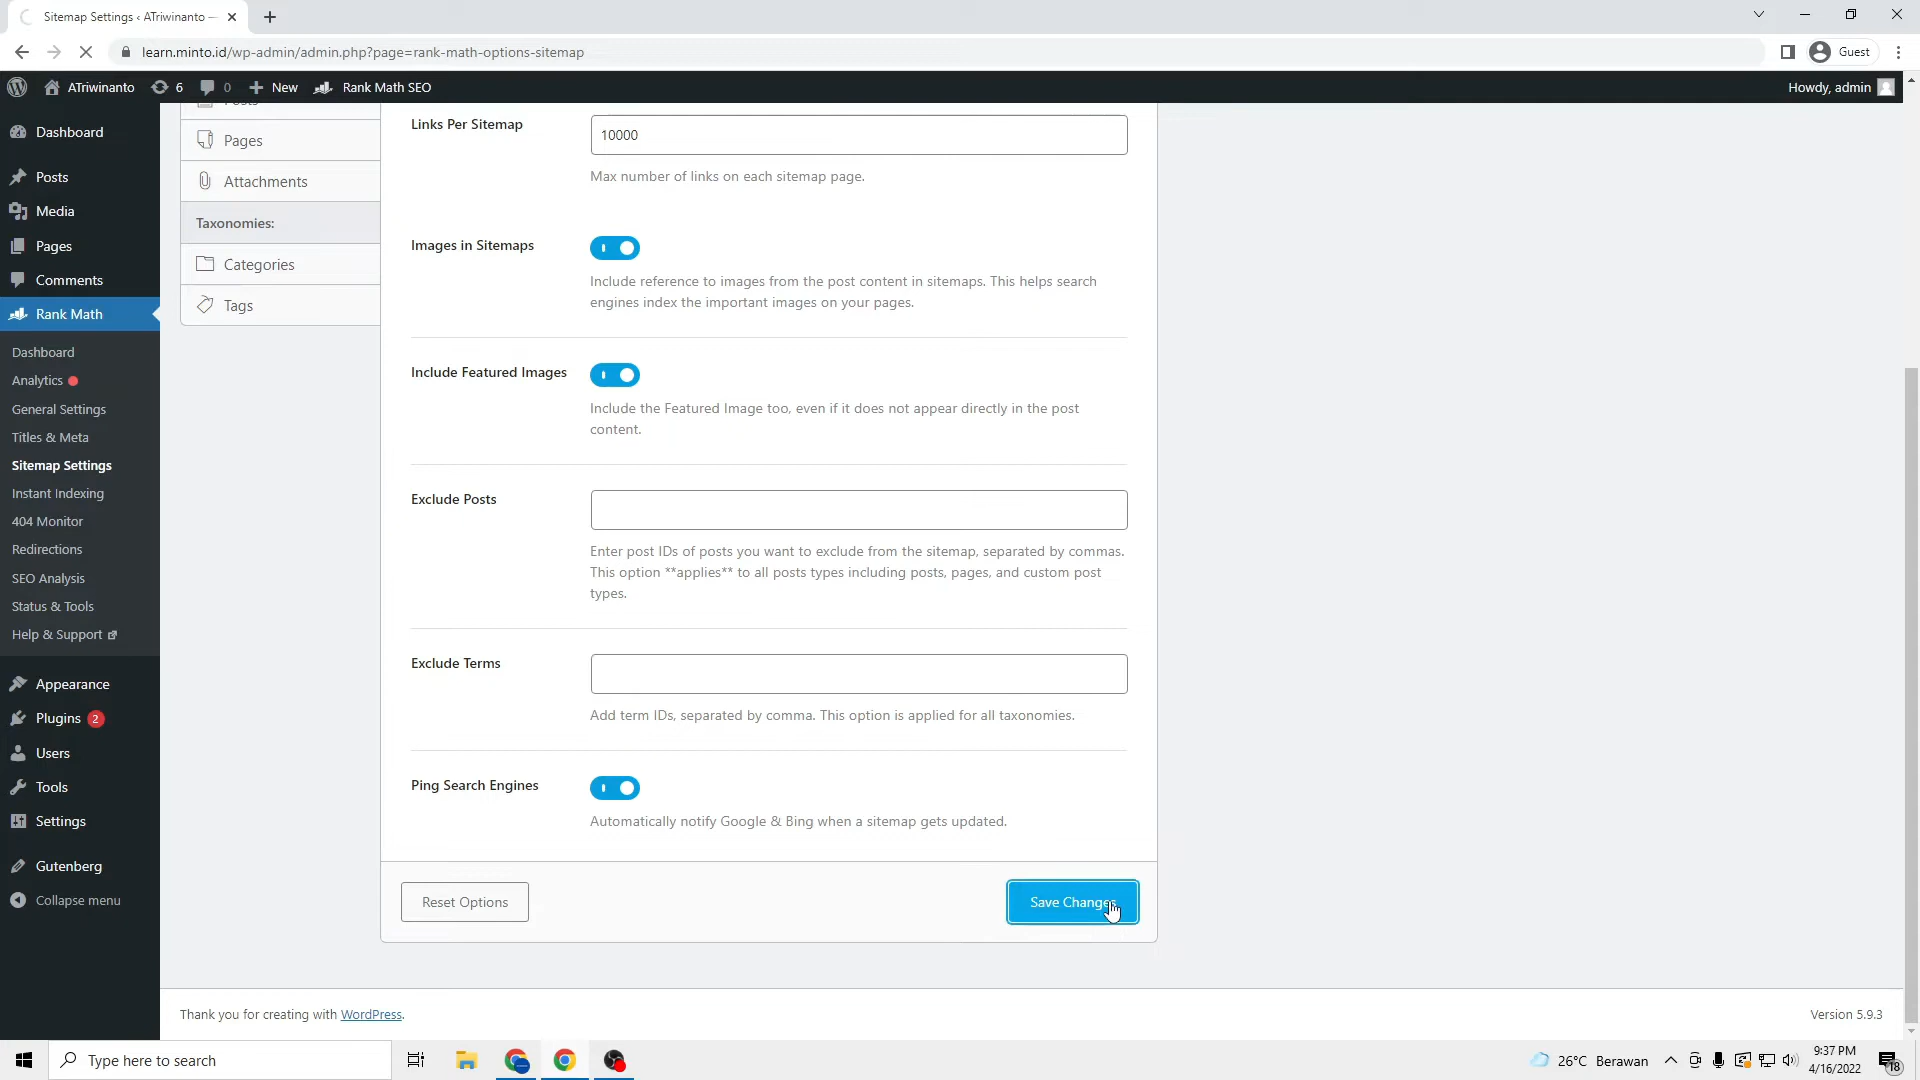 Sitemap Settings ‹ ATriwinanto —
learn.minto.id/wp-admin/admin.php?page=rank-math-options-sitemap
Guest
ATriwinanto 6 0 New Rank Math SEO
Howdy, admin
Dashboard
Posts
Media
Pages
Comments
Rank Math
Dashboard
Analytics
General Settings
Titles & Meta
Sitemap Settings
Instant Indexing
404 Monitor
Redirections
SEO Analysis
Status & Tools
Help & Support
Appearance
Plugins 2
Users
Tools
Settings
Gutenberg
Collapse menu
Posts
Pages
Attachments
Taxonomies:
Categories
Tags
Links Per Sitemap
10000
Max number of links on each sitemap page.
Images in Sitemaps
Include reference to images from the post content in sitemaps. This helps search
engines index the important images on your pages.
Include Featured Images
Include the Featured Image too, even if it does not appear directly in the post
content.
Exclude Posts
Enter post IDs of posts you want to exclude from the sitemap, separated by commas.
This option **applies** to all posts types including posts, pages, and custom post
types.
Exclude Terms
Add term IDs, separated by comma. This option is applied for all taxonomies.
Ping Search Engines
Automatically notify Google & Bing when a sitemap gets updated.
Reset Options
Save Changes
Thank you for creating with WordPress.
Version 5.9.3
Type here to search
26°C Berawan
9:37 PM
4/16/2022
18